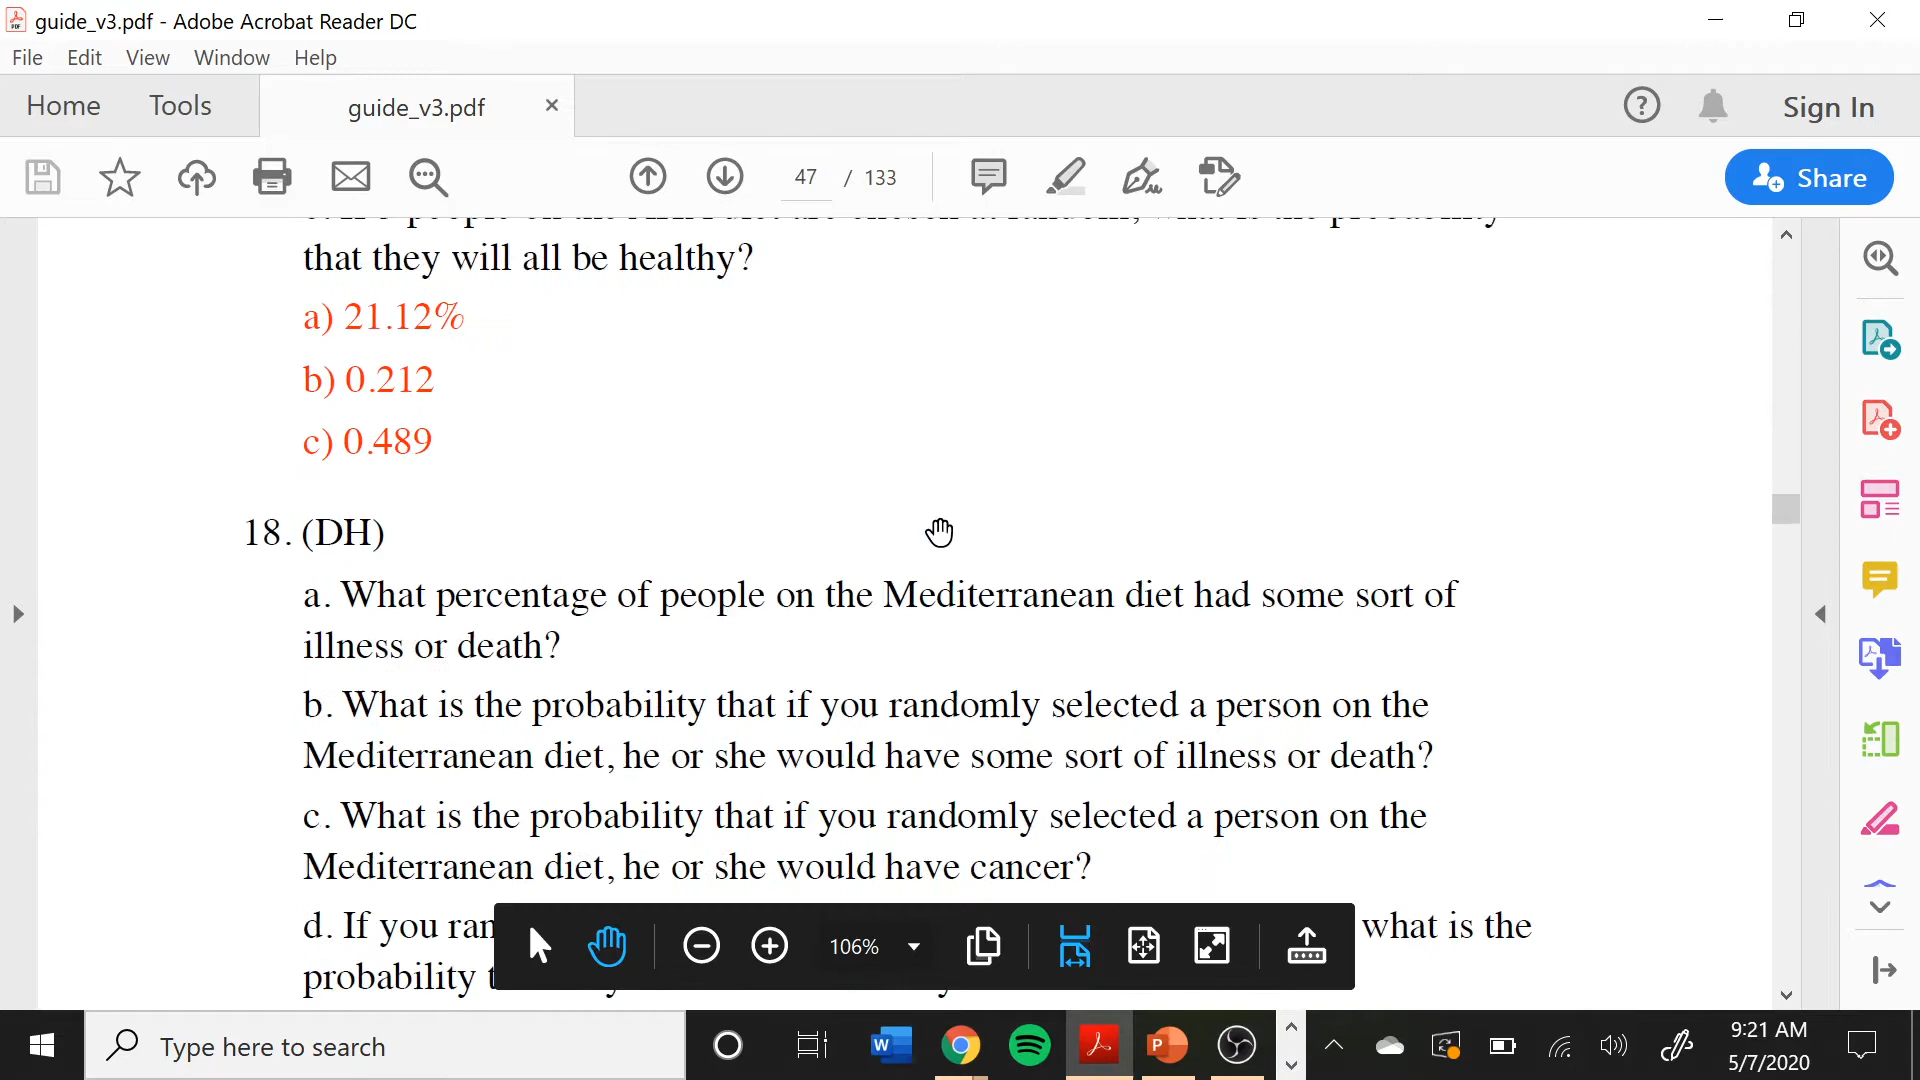 guide_v3.pdf - Adobe Acrobat Reader DC
File Edit View Window Help
Home Tools guide_v3.pdf Sign In
47 / 133 Share
that they will all be healthy?
a) 21.12%
b) 0.212
c) 0.489
18. (DH)
a. What percentage of people on the Mediterranean diet had some sort of
illness or death?
b. What is the probability that if you randomly selected a person on the
Mediterranean diet, he or she would have some sort of illness or death?
c. What is the probability that if you randomly selected a person on the
Mediterranean diet, he or she would have cancer?
d. If you ran what is the
probability
106%
Type here to search
9:21 AM
5/7/2020